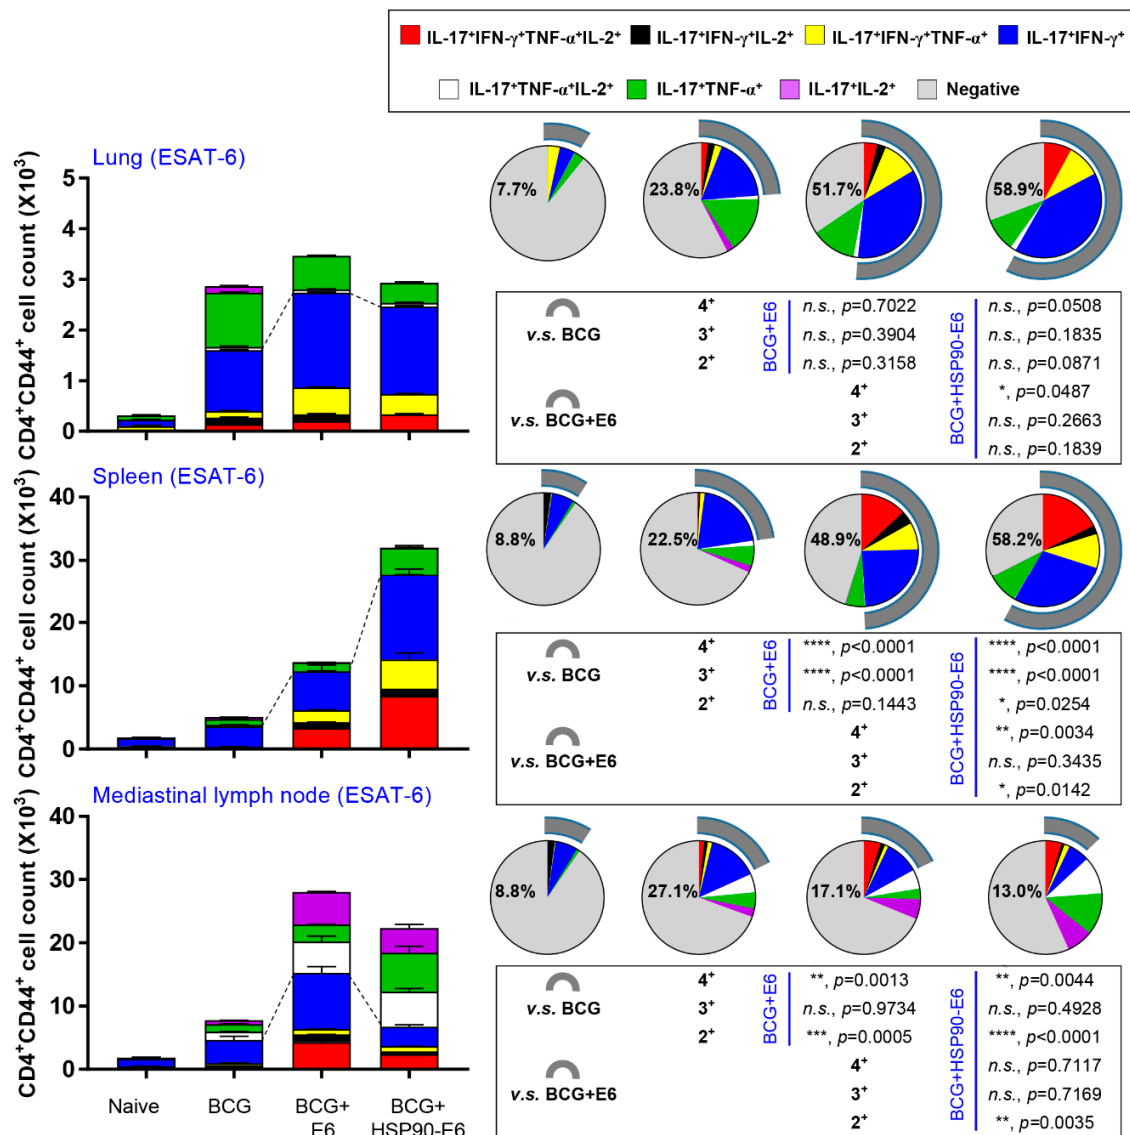 IL-17⁺IFN-γ⁺TNF-α⁺IL-2⁺ IL-17⁺IFN-γ⁺IL-2⁺ IL-17⁺IFN-γ⁺TNF-α⁺ IL-17⁺IFN-γ⁺
IL-17⁺TNF-α⁺IL-2⁺ IL-17⁺TNF-α⁺ IL-17⁺IL-2⁺ Negative
Lung (ESAT-6)
CD4⁺CD44⁺ cell count (X10³)
5
4
3
2
1
0
7.7% 23.8% 51.7% 58.9%
v.s. BCG
BCG+E6
BCG+HSP90-E6
4⁺ n.s., p=0.7022 n.s., p=0.0508
3⁺ n.s., p=0.3904 n.s., p=0.1835
2⁺ n.s., p=0.3158 n.s., p=0.0871
v.s. BCG+E6
4⁺ *, p=0.0487
3⁺ n.s., p=0.2663
2⁺ n.s., p=0.1839
Spleen (ESAT-6)
CD4⁺CD44⁺ cell count (X10³)
40
30
20
10
0
8.8% 22.5% 48.9% 58.2%
v.s. BCG
BCG+E6
BCG+HSP90-E6
4⁺ ****, p<0.0001 ****, p<0.0001
3⁺ ****, p<0.0001 ****, p<0.0001
2⁺ n.s., p=0.1443 *, p=0.0254
v.s. BCG+E6
4⁺ **, p=0.0034
3⁺ n.s., p=0.3435
2⁺ *, p=0.0142
Mediastinal lymph node (ESAT-6)
CD4⁺CD44⁺ cell count (X10³)
40
30
20
10
0
8.8% 27.1% 17.1% 13.0%
v.s. BCG
BCG+E6
BCG+HSP90-E6
4⁺ **, p=0.0013 **, p=0.0044
3⁺ n.s., p=0.9734 n.s., p=0.4928
2⁺ ***, p=0.0005 ****, p<0.0001
v.s. BCG+E6
4⁺ n.s., p=0.7117
3⁺ n.s., p=0.7169
2⁺ **, p=0.0035
Naive BCG BCG+ BCG+
E6 HSP90-E6